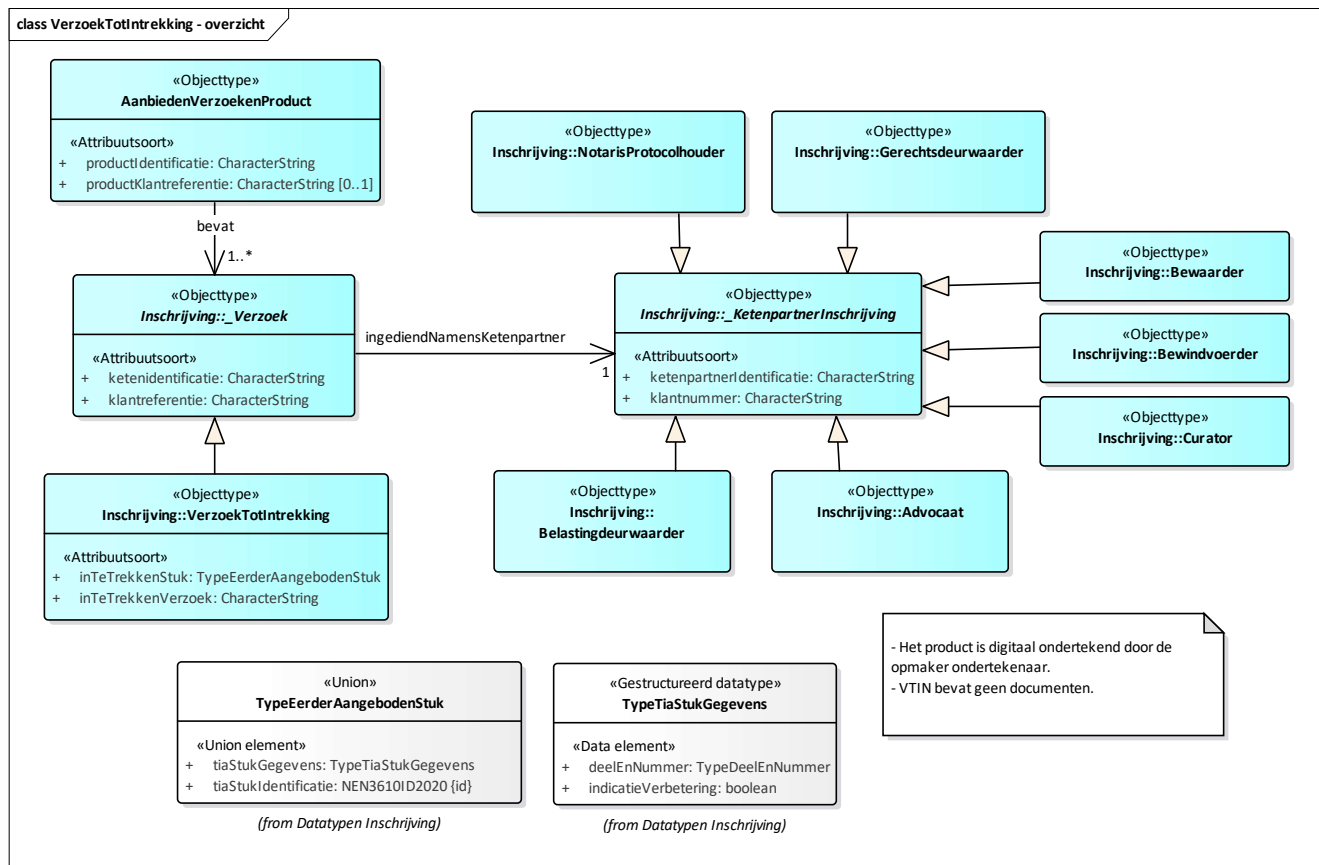 class VerzoekTotIntrekking - overzicht
«Objecttype»
AanbiedenVerzoekenProduct
«Attribuutsoort»
+ productIdentificatie: CharacterString
+ productKlantreferentie: CharacterString [0..1]
bevat
1..*
«Objecttype»
Inschrijving::_Verzoek
«Attribuutsoort»
+ ketenidentificatie: CharacterString
+ klantreferentie: CharacterString
ingediendNamensKetenpartner
1
«Objecttype»
Inschrijving::VerzoekTotIntrekking
«Attribuutsoort»
+ inTeTrekkenStuk: TypeEerderAangebodenStuk
+ inTeTrekkenVerzoek: CharacterString
«Objecttype»
Inschrijving::NotarisProtocolhouder
«Objecttype»
Inschrijving::Gerechtsdeurwaarder
«Objecttype»
Inschrijving::_KetenpartnerInschrijving
«Attribuutsoort»
+ ketenpartnerIdentificatie: CharacterString
+ klantnummer: CharacterString
«Objecttype»
Inschrijving::Bewaarder
«Objecttype»
Inschrijving::Bewindvoerder
«Objecttype»
Inschrijving::Curator
«Objecttype»
Inschrijving::
Belastingdeurwaarder
«Objecttype»
Inschrijving::Advocaat
- Het product is digitaal ondertekend door de
opmaker ondertekenaar.
- VTIN bevat geen documenten.
«Union»
TypeEerderAangebodenStuk
«Union element»
+ tiaStukGegevens: TypeTiaStukGegevens
+ tiaStukIdentificatie: NEN3610ID2020 {id}
(from Datatypen Inschrijving)
«Gestructureerd datatype»
TypeTiaStukGegevens
«Data element»
+ deelEnNummer: TypeDeelEnNummer
+ indicatieVerbetering: boolean
(from Datatypen Inschrijving)